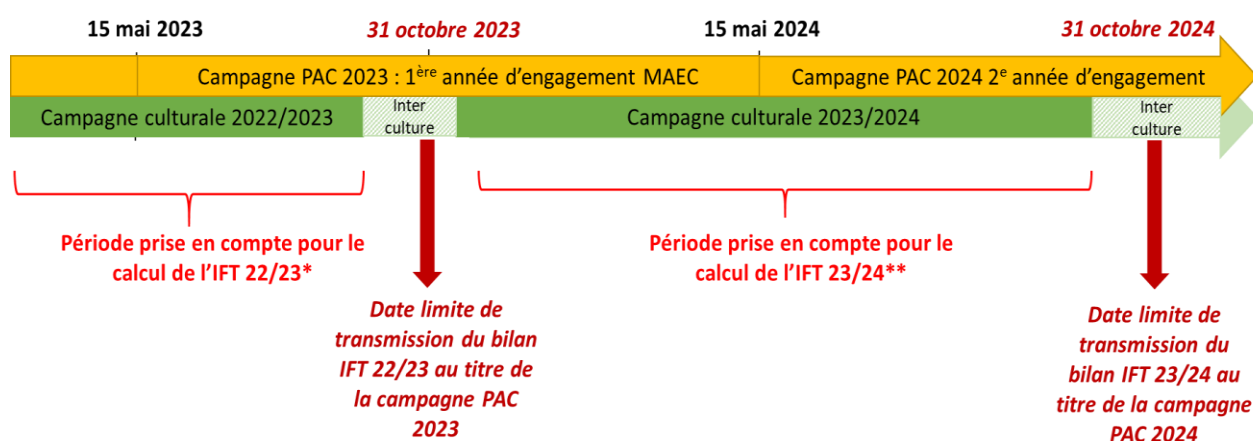 15 mai 2023
31 octobre 2023
15 mai 2024
31 octobre 2024
Campagne PAC 2023 : 1ère année d’engagement MAEC
Campagne PAC 2024 2e année d’engagement
Campagne culturale 2022/2023
Inter
culture
Campagne culturale 2023/2024
Inter
culture
Période prise en compte pour le
calcul de l’IFT 22/23*
Période prise en compte pour le
calcul de l’IFT 23/24**
Date limite de
transmission du bilan
IFT 22/23 au titre de
la campagne PAC
2023
Date limite de
transmission du
bilan IFT 23/24 au
titre de la campagne
PAC 2024